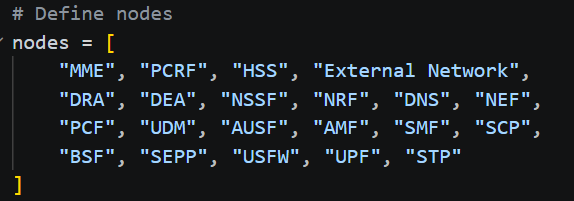 # Define nodes
nodes = [
"MME", "PCRF", "HSS", "External Network",
"DRA", "DEA", "NSSF", "NRF", "DNS", "NEF",
"PCF", "UDM", "AUSF", "AMF", "SMF", "SCP",
"BSF", "SEPP", "USFW", "UPF", "STP"
]